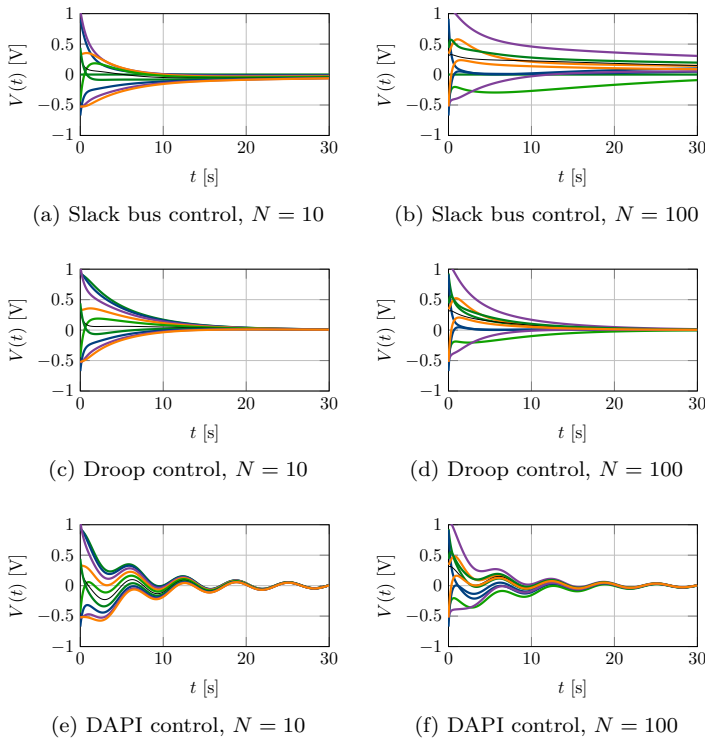 1
0.5
0
−0.5
−1
0 10 20 30
V(t) [V]
t [s]
(a) Slack bus control, N = 10
1
0.5
0
−0.5
−1
0 10 20 30
V(t) [V]
t [s]
(b) Slack bus control, N = 100
1
0.5
0
−0.5
−1
0 10 20 30
V(t) [V]
t [s]
(c) Droop control, N = 10
1
0.5
0
−0.5
−1
0 10 20 30
V(t) [V]
t [s]
(d) Droop control, N = 100
1
0.5
0
−0.5
−1
0 10 20 30
V(t) [V]
t [s]
(e) DAPI control, N = 10
1
0.5
0
−0.5
−1
0 10 20 30
V(t) [V]
t [s]
(f) DAPI control, N = 100